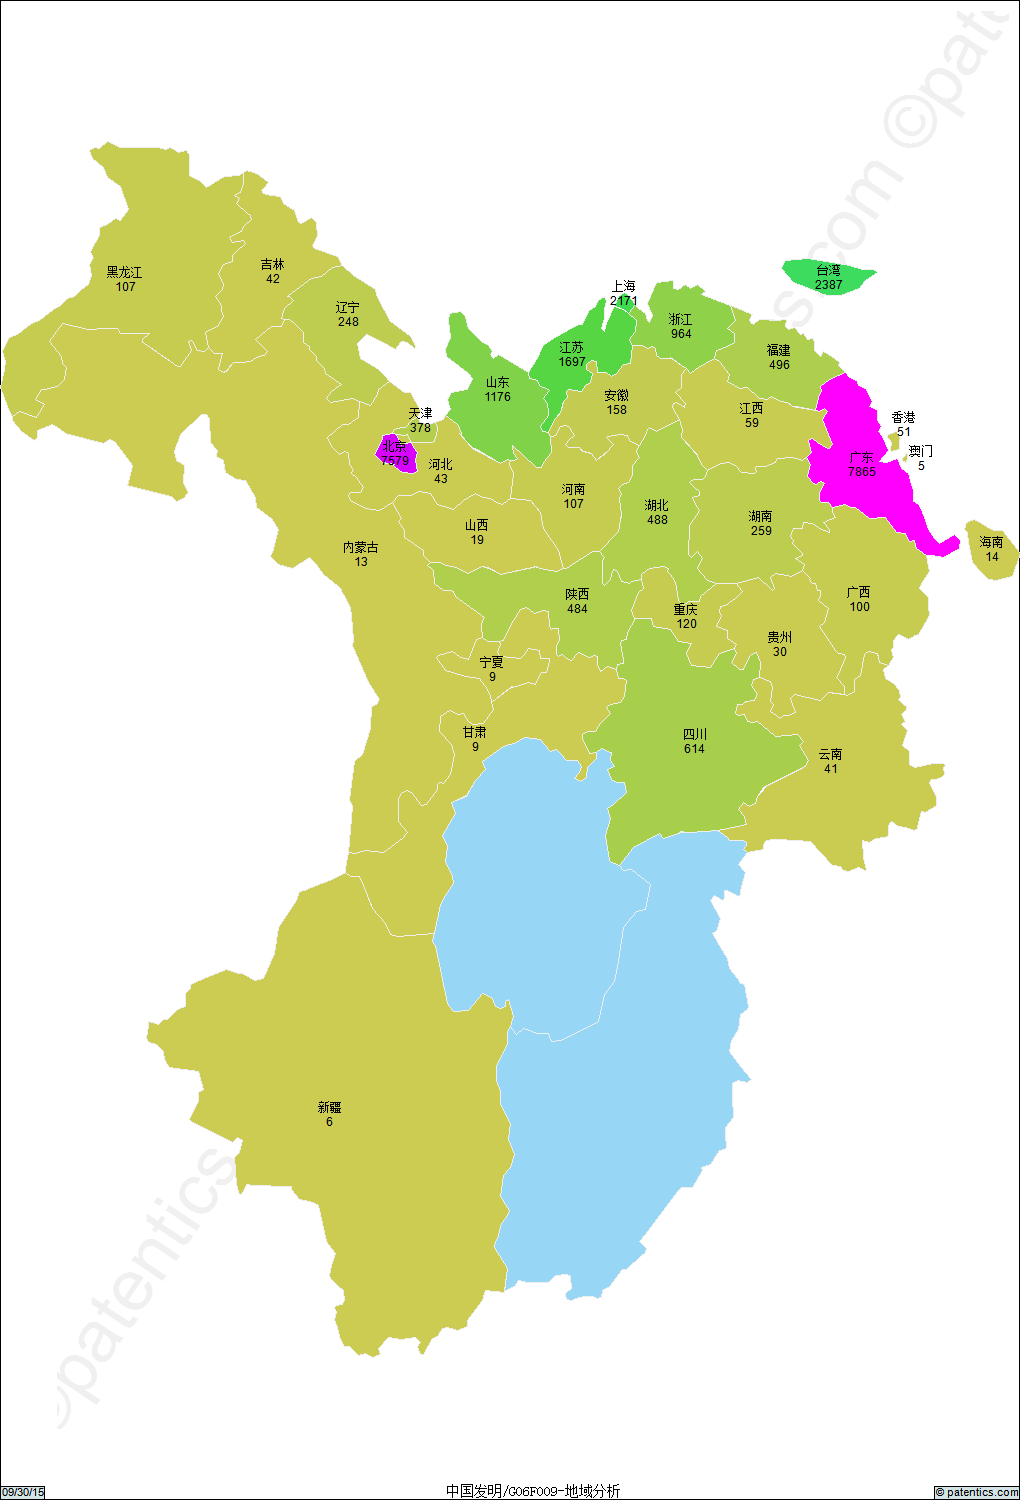 ©patentics.com ©patentics
黑龙江
107
吉林
42
辽宁
248
台湾
2387
上海
2171
浙江
964
江苏
1697
福建
496
山东
1176
安徽
158
江西
59
天津
378
香港
51
北京
7579
河北
43
广东
7865
澳门
5
河南
107
湖北
488
湖南
259
山西
19
内蒙古
13
海南
14
陕西
484
重庆
120
广西
100
贵州
30
宁夏
9
甘肃
9
四川
614
云南
41
新疆
6
09/30/15
中国发明/G06F009-地域分析
© patentics.com